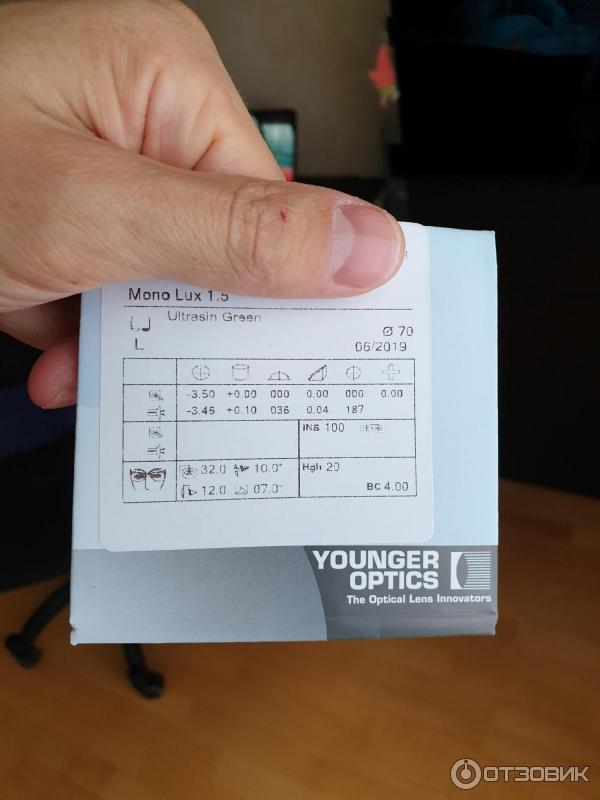 Mono Lux 1.5
Ultrasin Green
Ø 70
L
06/2019
-3.50 +0.00 000 0.00 000 0.00
-3.46 +0.10 036 0.04 187
INS 100
32.0 10.0° Hgh 20
12.0 07.0° BC 4.00
YOUNGER
OPTICS
The Optical Lens Innovators
ОТЗОВИК